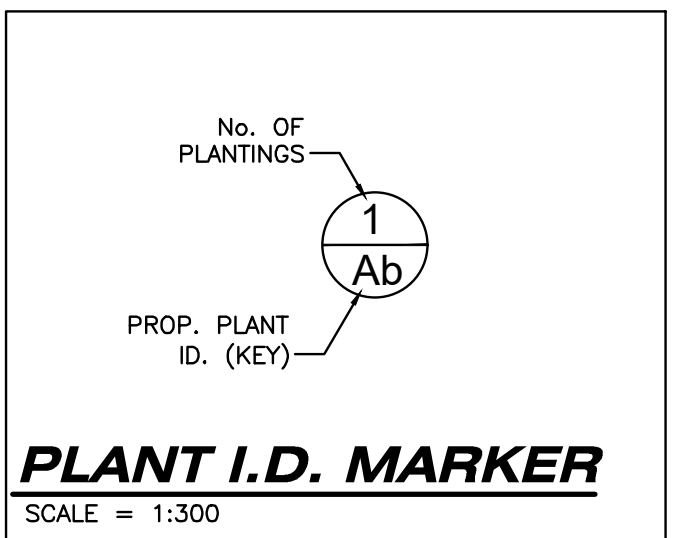 No. OF
PLANTINGS
1
Ab
PROP. PLANT
ID. (KEY)
PLANT I.D. MARKER
SCALE = 1:300